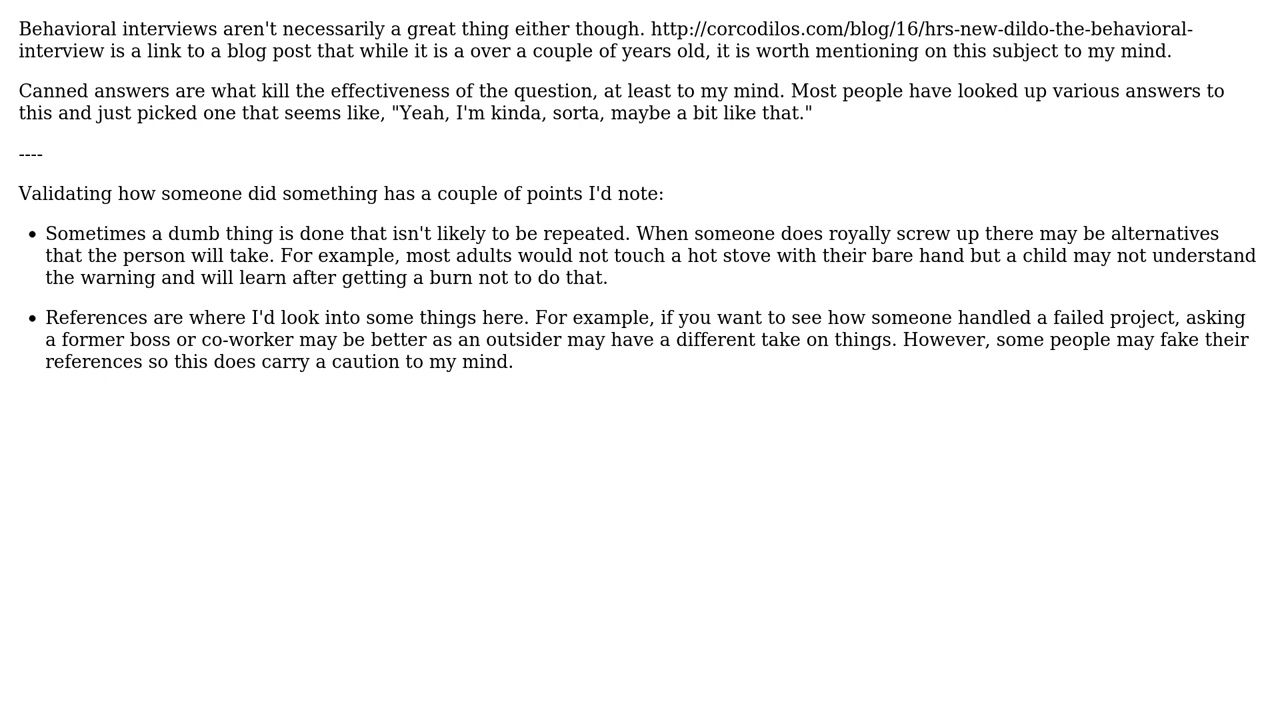 Behavioral interviews aren't necessarily a great thing either though. http://corcodilos.com/blog/16/hrs-new-dildo-the-behavioral-
interview is a link to a blog post that while it is a over a couple of years old, it is worth mentioning on this subject to my mind.
Canned answers are what kill the effectiveness of the question, at least to my mind. Most people have looked up various answers to
this and just picked one that seems like, "Yeah, I'm kinda, sorta, maybe a bit like that."
----
Validating how someone did something has a couple of points I'd note:
• Sometimes a dumb thing is done that isn't likely to be repeated. When someone does royally screw up there may be alternatives
that the person will take. For example, most adults would not touch a hot stove with their bare hand but a child may not understand
the warning and will learn after getting a burn not to do that.
• References are where I'd look into some things here. For example, if you want to see how someone handled a failed project, asking
a former boss or co-worker may be better as an outsider may have a different take on things. However, some people may fake their
references so this does carry a caution to my mind.